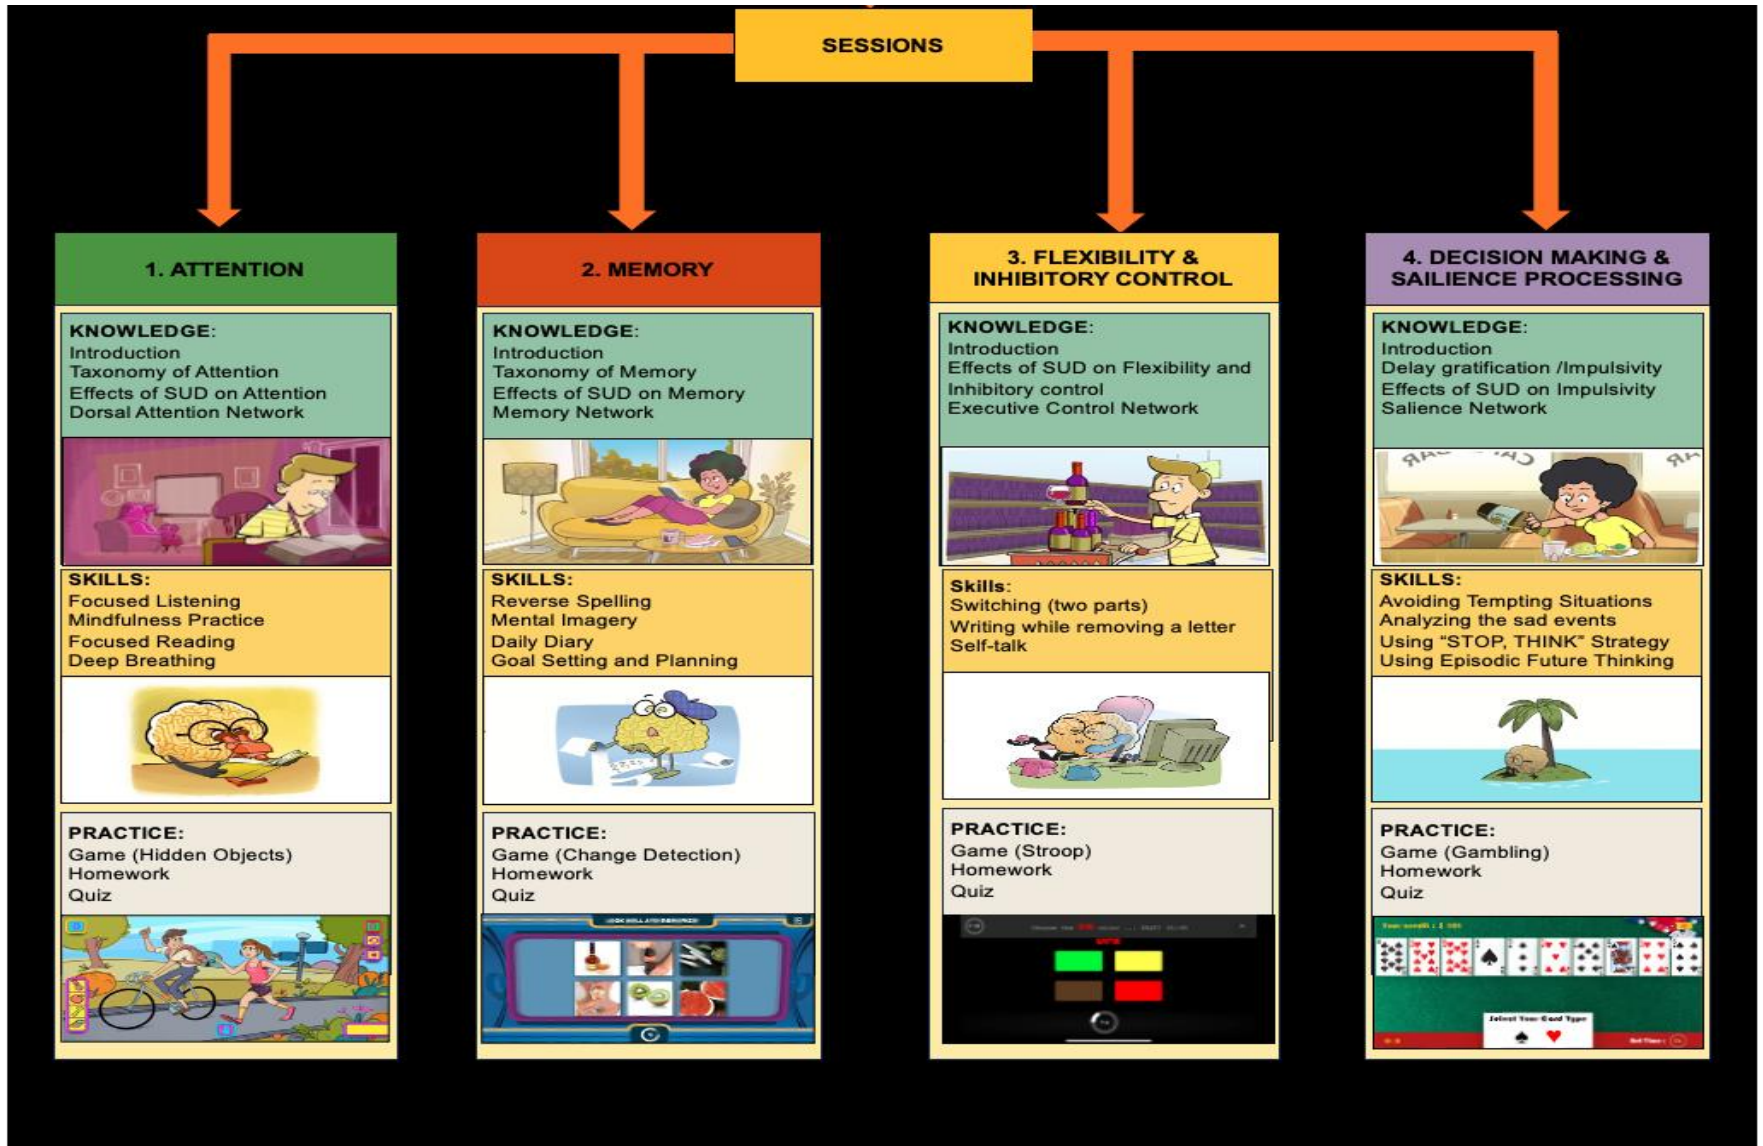 SESSIONS
1. ATTENTION
KNOWLEDGE:
Introduction
Taxonomy of Attention
Effects of SUD on Attention
Dorsal Attention Network
SKILLS:
Focused Listening
Mindfulness Practice
Focused Reading
Deep Breathing
PRACTICE:
Game (Hidden Objects)
Homework
Quiz
2. MEMORY
KNOWLEDGE:
Introduction
Taxonomy of Memory
Effects of SUD on Memory
Memory Network
SKILLS:
Reverse Spelling
Mental Imagery
Daily Diary
Goal Setting and Planning
PRACTICE:
Game (Change Detection)
Homework
Quiz
3. FLEXIBILITY &
INHIBITORY CONTROL
KNOWLEDGE:
Introduction
Effects of SUD on Flexibility and
Inhibitory control
Executive Control Network
Skills:
Switching (two parts)
Writing while removing a letter
Self-talk
PRACTICE:
Game (Stroop)
Homework
Quiz
4. DECISION MAKING &
SAILIENCE PROCESSING
KNOWLEDGE:
Introduction
Delay gratification /Impulsivity
Effects of SUD on Impulsivity
Salience Network
SKILLS:
Avoiding Tempting Situations
Analyzing the sad events
Using “STOP, THINK” Strategy
Using Episodic Future Thinking
PRACTICE:
Game (Gambling)
Homework
Quiz
Select Your Card Type